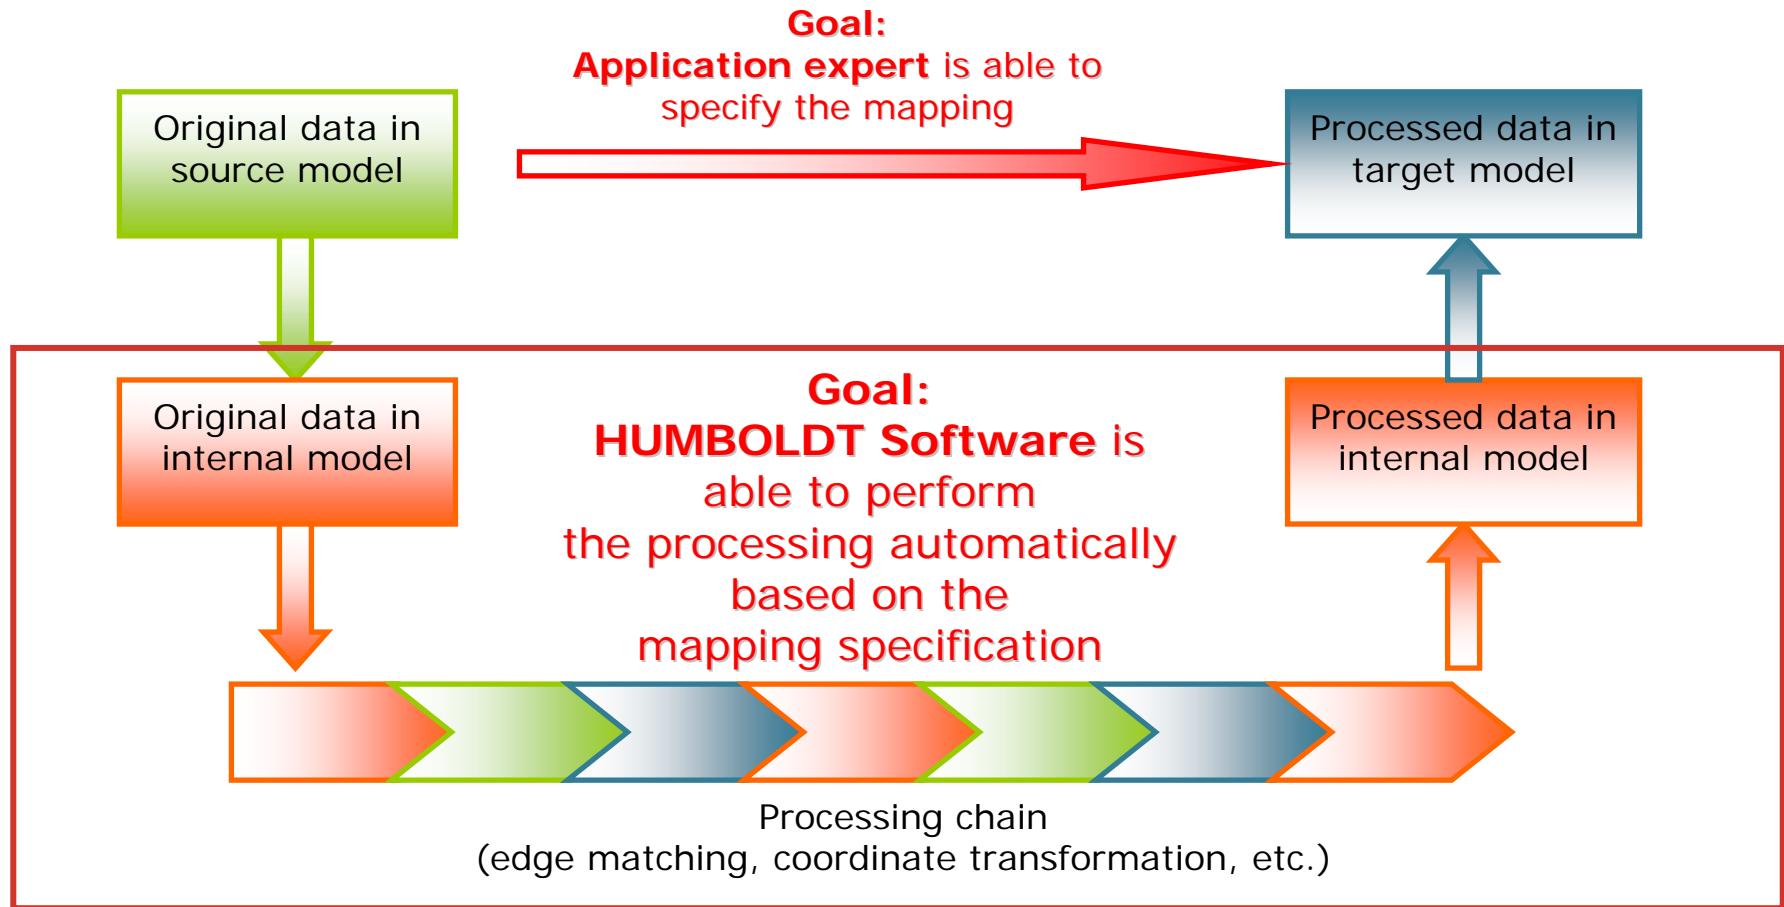 Goal:
Application expert is able to
specify the mapping
Original data in
source model
Processed data in
target model
Original data in
internal model
Goal:
HUMBOLDT Software is
able to perform
the processing automatically
based on the
mapping specification
Processed data in
internal model
Processing chain
(edge matching, coordinate transformation, etc.)